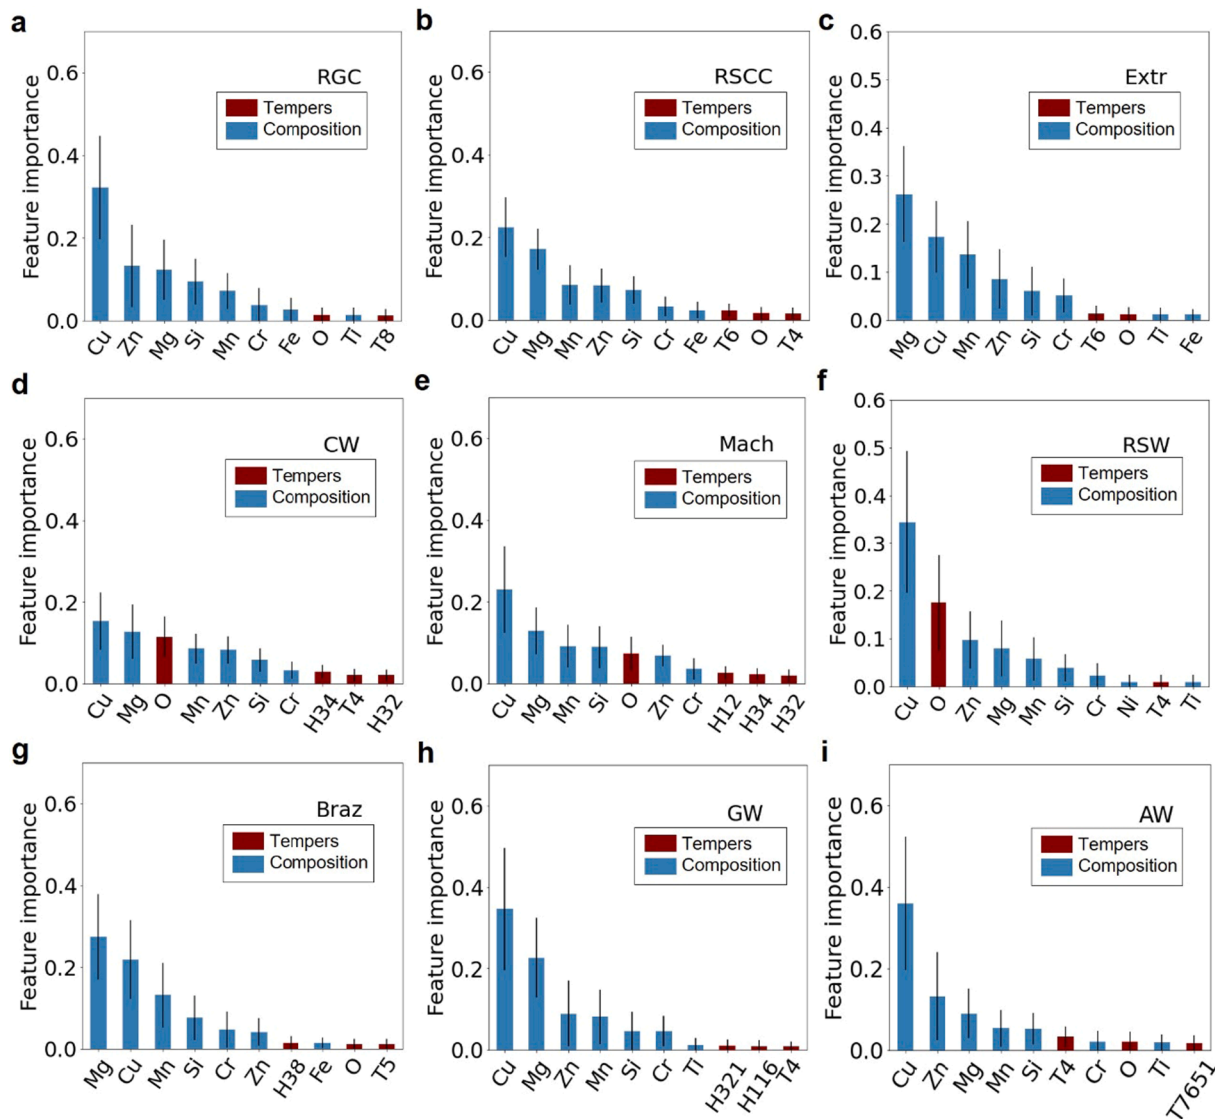 a
RGC
Tempers
Composition
Feature importance
0.6
0.4
0.2
0.0
Cu Zn Mg Si Mn Cr Fe O Ti T8
b
RSCC
Tempers
Composition
Feature importance
0.6
0.4
0.2
0.0
Cu Mg Mn Zn Si Cr Fe T6 O T4
c
Extr
Tempers
Composition
Feature importance
0.6
0.5
0.4
0.3
0.2
0.1
0.0
Mg Cu Mn Zn Si Cr T6 O Ti Fe
d
CW
Tempers
Composition
Feature importance
0.6
0.4
0.2
0.0
Cu Mg O Mn Zn Si Cr H34 T4 H32
e
Mach
Tempers
Composition
Feature importance
0.6
0.4
0.2
0.0
Cu Mg Mn Si O Zn Cr H12 H34 H32
f
RSW
Tempers
Composition
Feature importance
0.6
0.5
0.4
0.3
0.2
0.1
0.0
Cu O Zn Mg Mn Si Cr Ni T4 Ti
g
Braz
Tempers
Composition
Feature importance
0.6
0.4
0.2
0.0
Mg Cu Mn Si Cr Zn H38 Fe O T5
h
GW
Tempers
Composition
Feature importance
0.6
0.4
0.2
0.0
Cu Mg Zn Mn Si Cr Ti H321 H116 T4
i
AW
Tempers
Composition
Feature importance
0.6
0.4
0.2
0.0
Cu Zn Mg Mn Si T4 Cr O Ti T7651